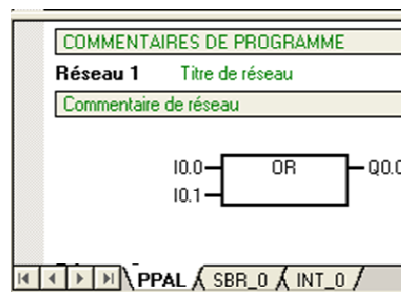 COMMENTAIRES DE PROGRAMME
Réseau 1 Titre de réseau
Commentaire de réseau
I0.0 OR Q0.0
I0.1
PPAL SBR_0 INT_0